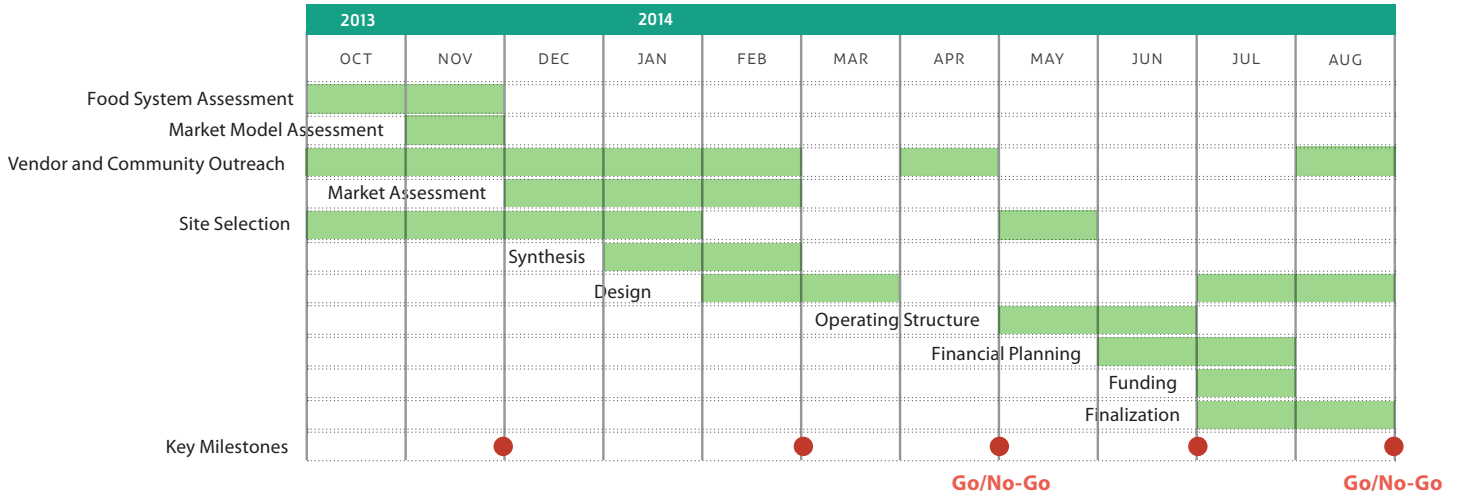 2013 2014
OCT NOV DEC JAN FEB MAR APR MAY JUN JUL AUG
Food System Assessment
Market Model Assessment
Vendor and Community Outreach
Market Assessment
Site Selection
Synthesis
Design
Operating Structure
Financial Planning
Funding
Finalization
Key Milestones
Go/No-Go Go/No-Go